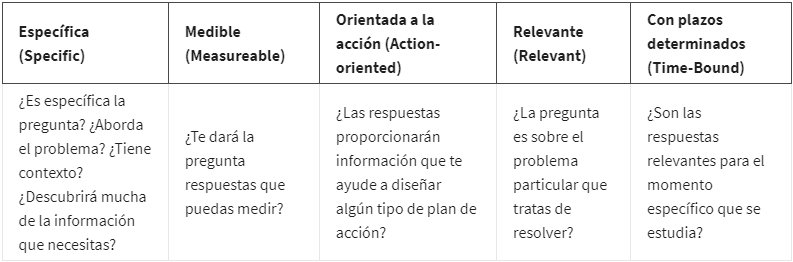 Específica
(Specific)
Medible
(Measureable)
Orientada a la
acción (Action-
oriented)
Relevante
(Relevant)
Con plazos
determinados
(Time-Bound)
¿Es específica la
pregunta? ¿Aborda
el problema? ¿Tiene
contexto?
¿Descubrirá mucha
de la información
que necesitas?
¿Te dará la
pregunta
respuestas que
puedas medir?
¿Las respuestas
proporcionarán
información que te
ayude a diseñar
algún tipo de plan de
acción?
¿La pregunta
es sobre el
problema
particular que
tratas de
resolver?
¿Son las
respuestas
relevantes para el
momento
específico que se
estudia?